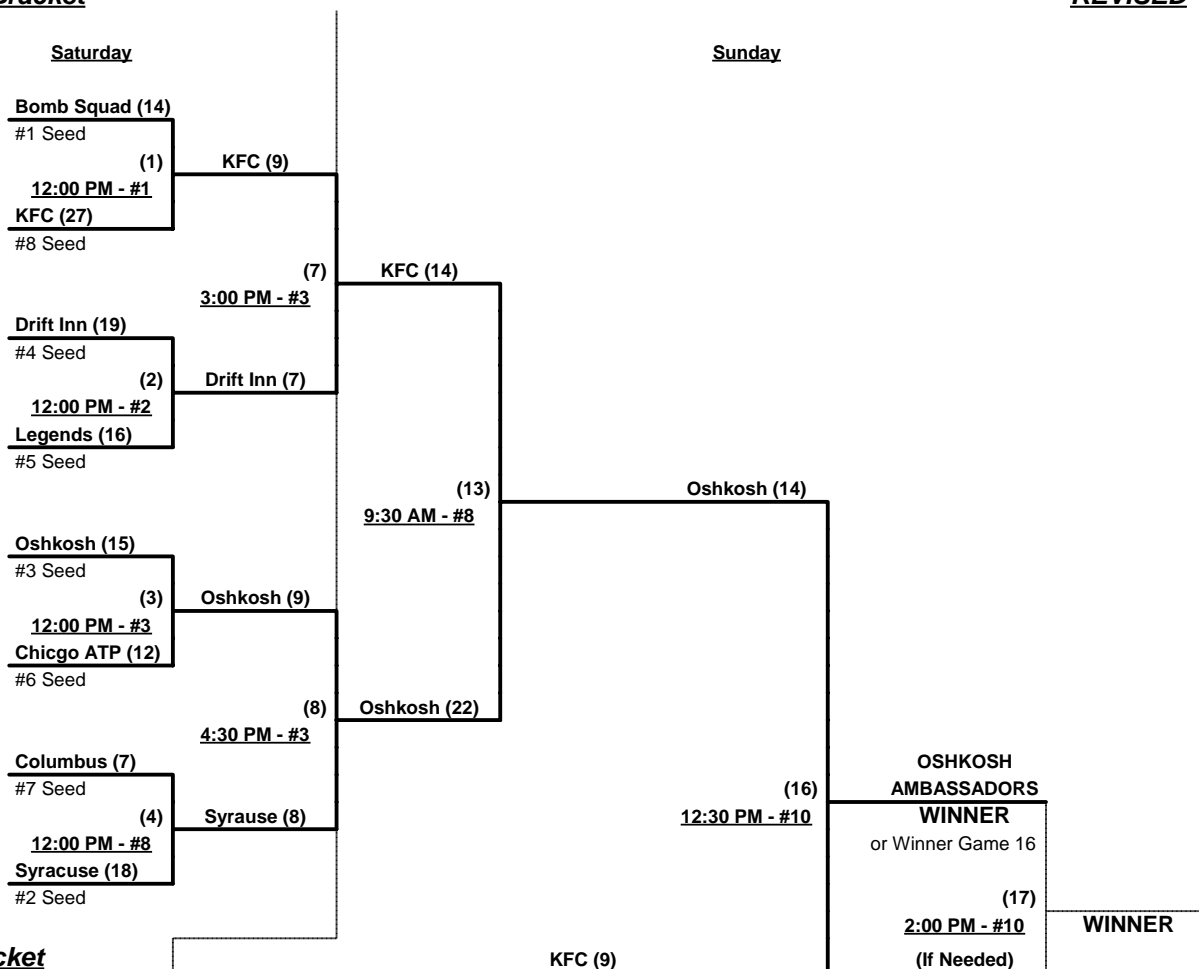 Saturday
Sunday
Bomb Squad (14)
#1 Seed
(1)
KFC (9)
12:00 PM - #1
KFC (27)
#8 Seed
(7)
KFC (14)
3:00 PM - #3
Drift Inn (19)
#4 Seed
(2)
Drift Inn (7)
12:00 PM - #2
Legends (16)
#5 Seed
(13)
Oshkosh (14)
9:30 AM - #8
Oshkosh (15)
#3 Seed
(3)
Oshkosh (9)
12:00 PM - #3
Chicgo ATP (12)
#6 Seed
(8)
Oshkosh (22)
4:30 PM - #3
Columbus (7)
#7 Seed
(4)
Syrause (8)
12:00 PM - #8
Syracuse (18)
#2 Seed
OSHKOSH
AMBASSADORS
(16)
12:30 PM - #10
WINNER
or Winner Game 16
(17)
2:00 PM - #10
WINNER
(If Needed)
cket
KFC (9)